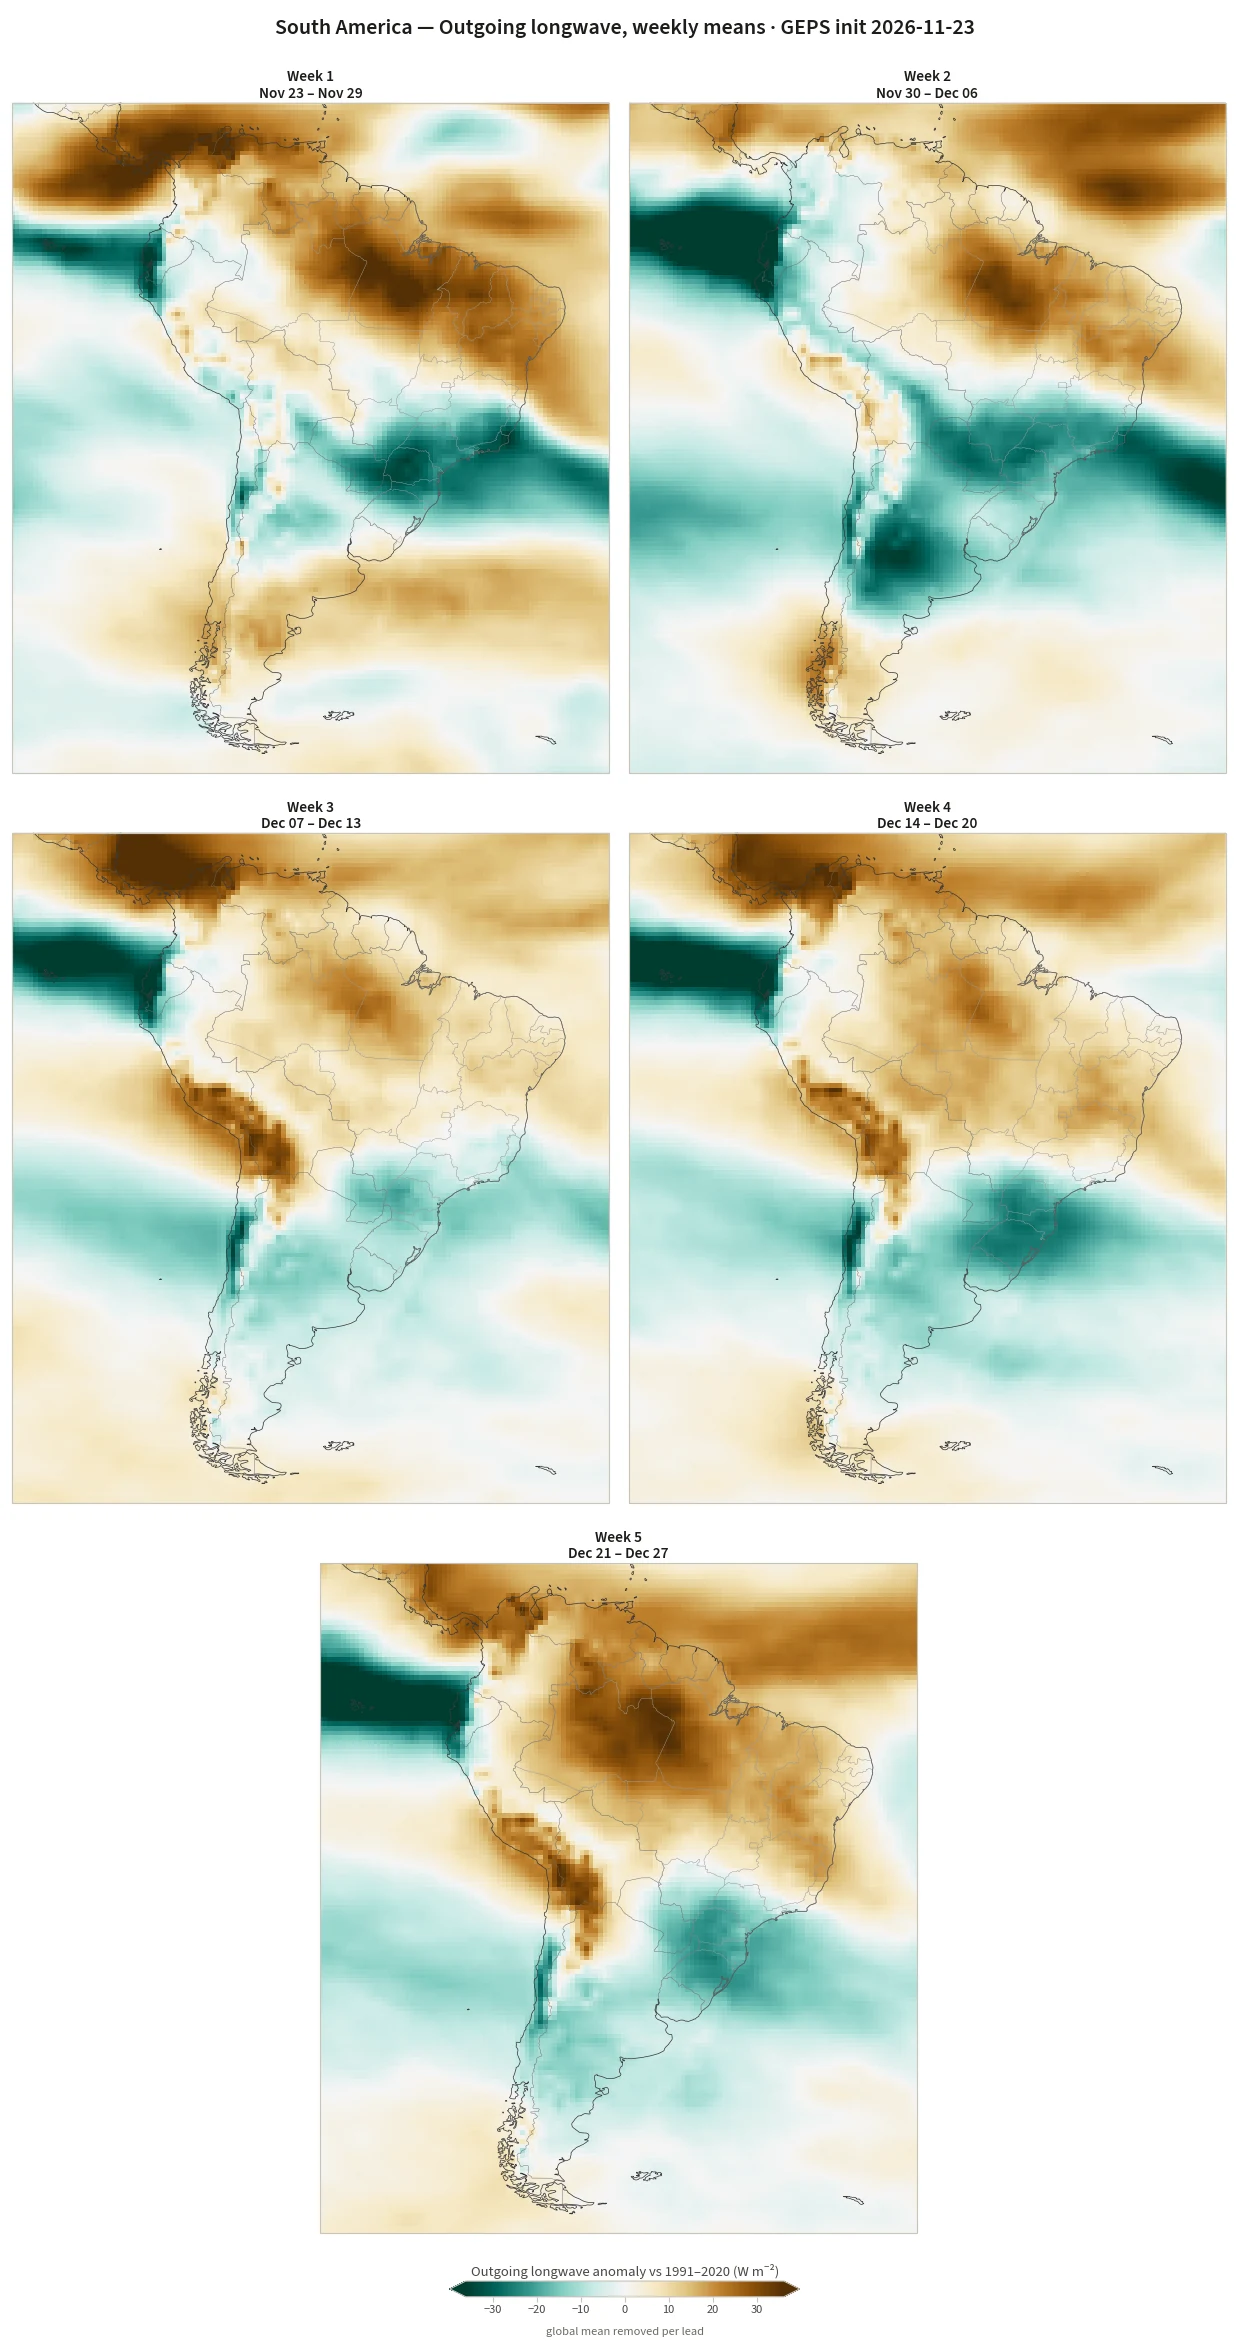 South America — Outgoing longwave, weekly means · GEPS init 2026-11-23
Week 1
Nov 23 – Nov 29
Week 2
Nov 30 – Dec 06
Week 3
Dec 07 – Dec 13
Week 4
Dec 14 – Dec 20
Week 5
Dec 21 – Dec 27
Outgoing longwave anomaly vs 1991–2020 (W m⁻²)
−30 −20 −10 0 10 20 30
global mean removed per lead